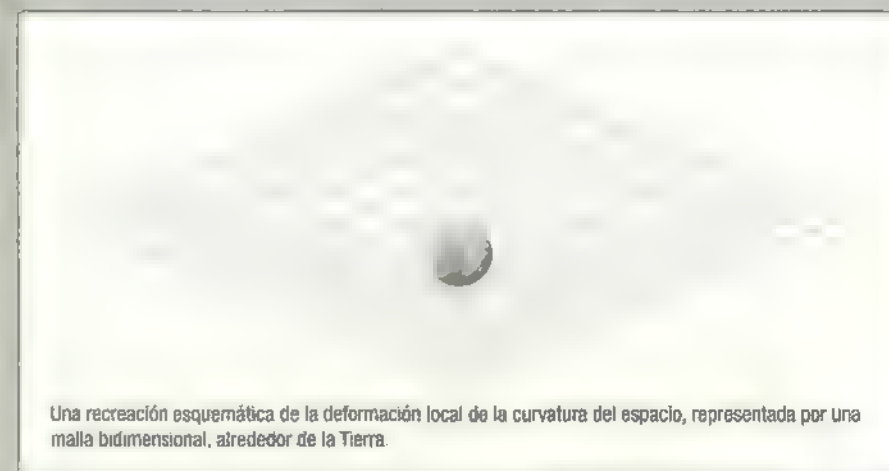 Una recreación esquemática de la deformación local de la curvatura del espacio, representada por una
malla bidimensional, alrededor de la Tierra.